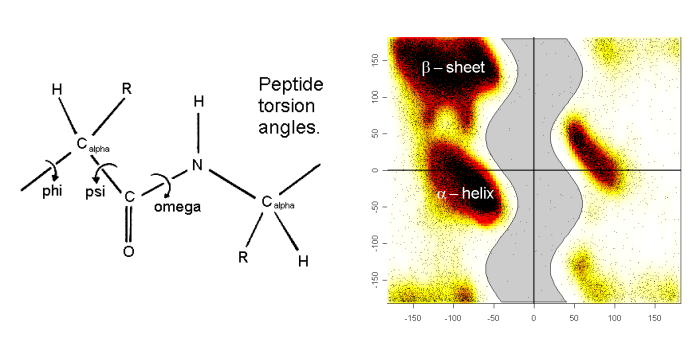 Peptide
torsion
angles.
H
R
H
C alpha
N
phi
psi
omega
C
C alpha
O
R
H
β – sheet
α – helix
150
100
50
0
-50
-100
-150
-150
-100
-50
0
50
100
150